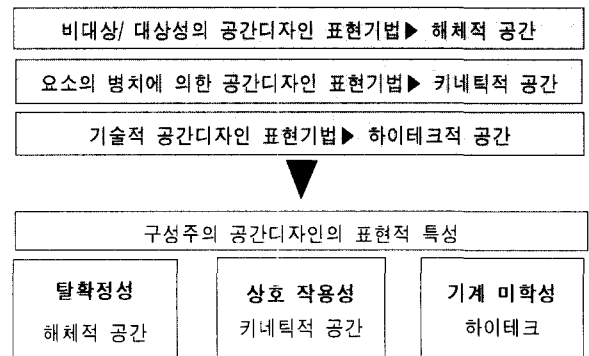 비대상/ 대상성의 공간디자인 표현기법▶ 해체적 공간
요소의 병치에 의한 공간디자인 표현기법▶ 키네틱적 공간
기술적 공간디자인 표현기법▶ 하이테크적 공간
구성주의 공간디자인의 표현적 특성
탈확정성
해체적 공간
상호 작용성
키네틱적 공간
기계 미학성
하이테크